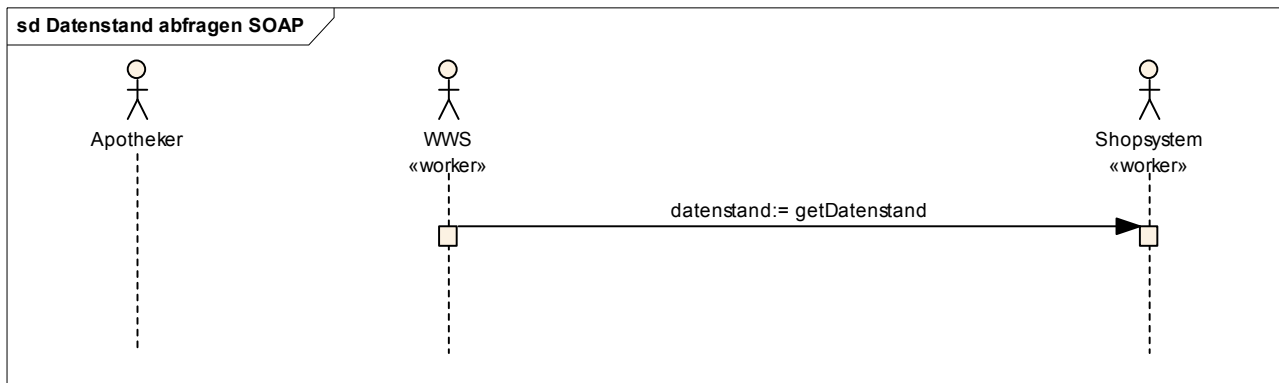 sd Datenstand abfragen SOAP
Apotheker
WWS
«worker»
Shopsystem
«worker»
datenstand:= getDatenstand